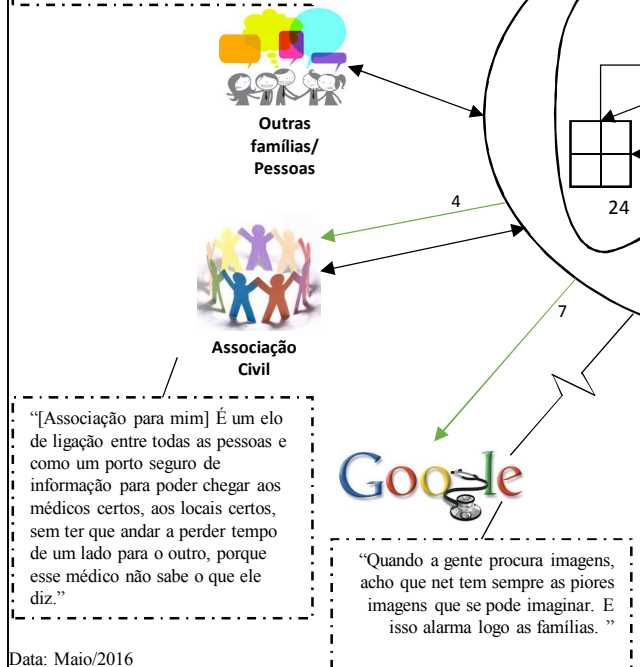 Outras
famílias/
Pessoas
24
4
7
Associação
Civil
“[Associação para mim] É um elo
de ligação entre todas as pessoas e
como um porto seguro de
informação para poder chegar aos
médicos certos, aos locais certos,
sem ter que andar a perder tempo
de um lado para o outro, porque
esse médico não sabe o que ele
diz.”
Google
“Quando a gente procura imagens,
acho que net tem sempre as piores
imagens que se pode imaginar. E
isso alarma logo as famílias. ”
Data: Maio/2016